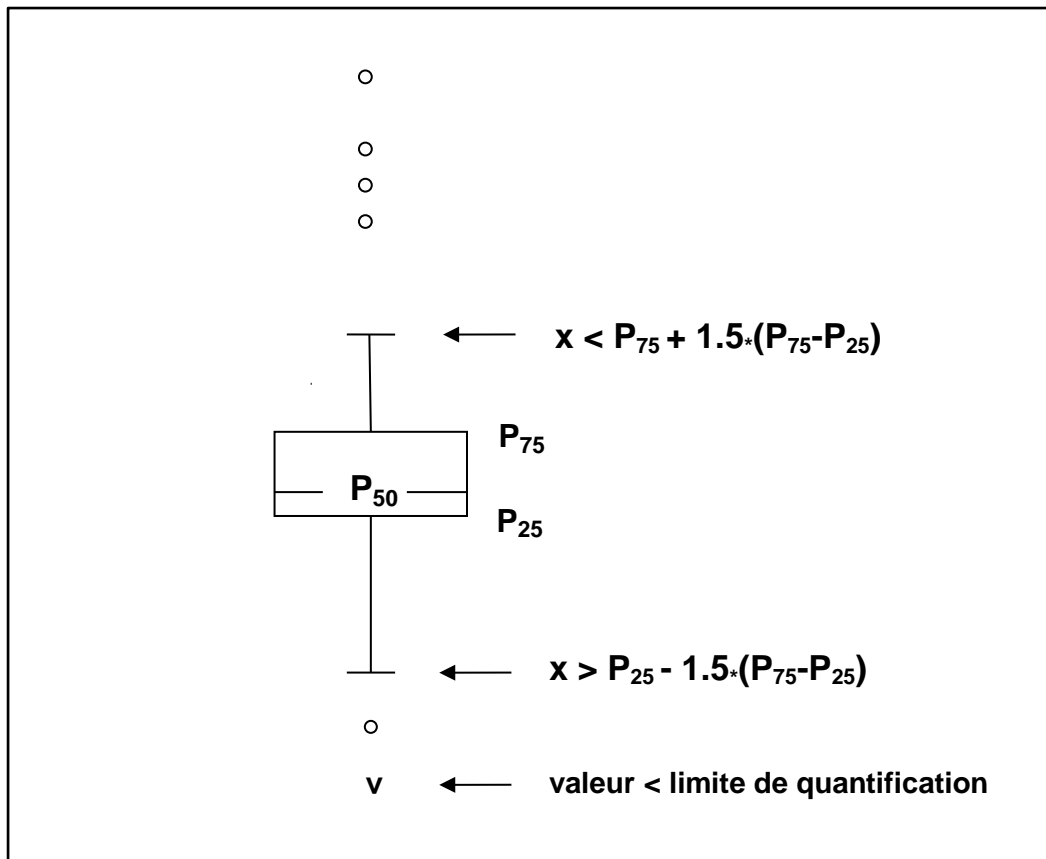 x < P75 + 1.5*(P75-P25)
P75
P50
P25
x > P25 - 1.5*(P75-P25)
v valeur < limite de quantification